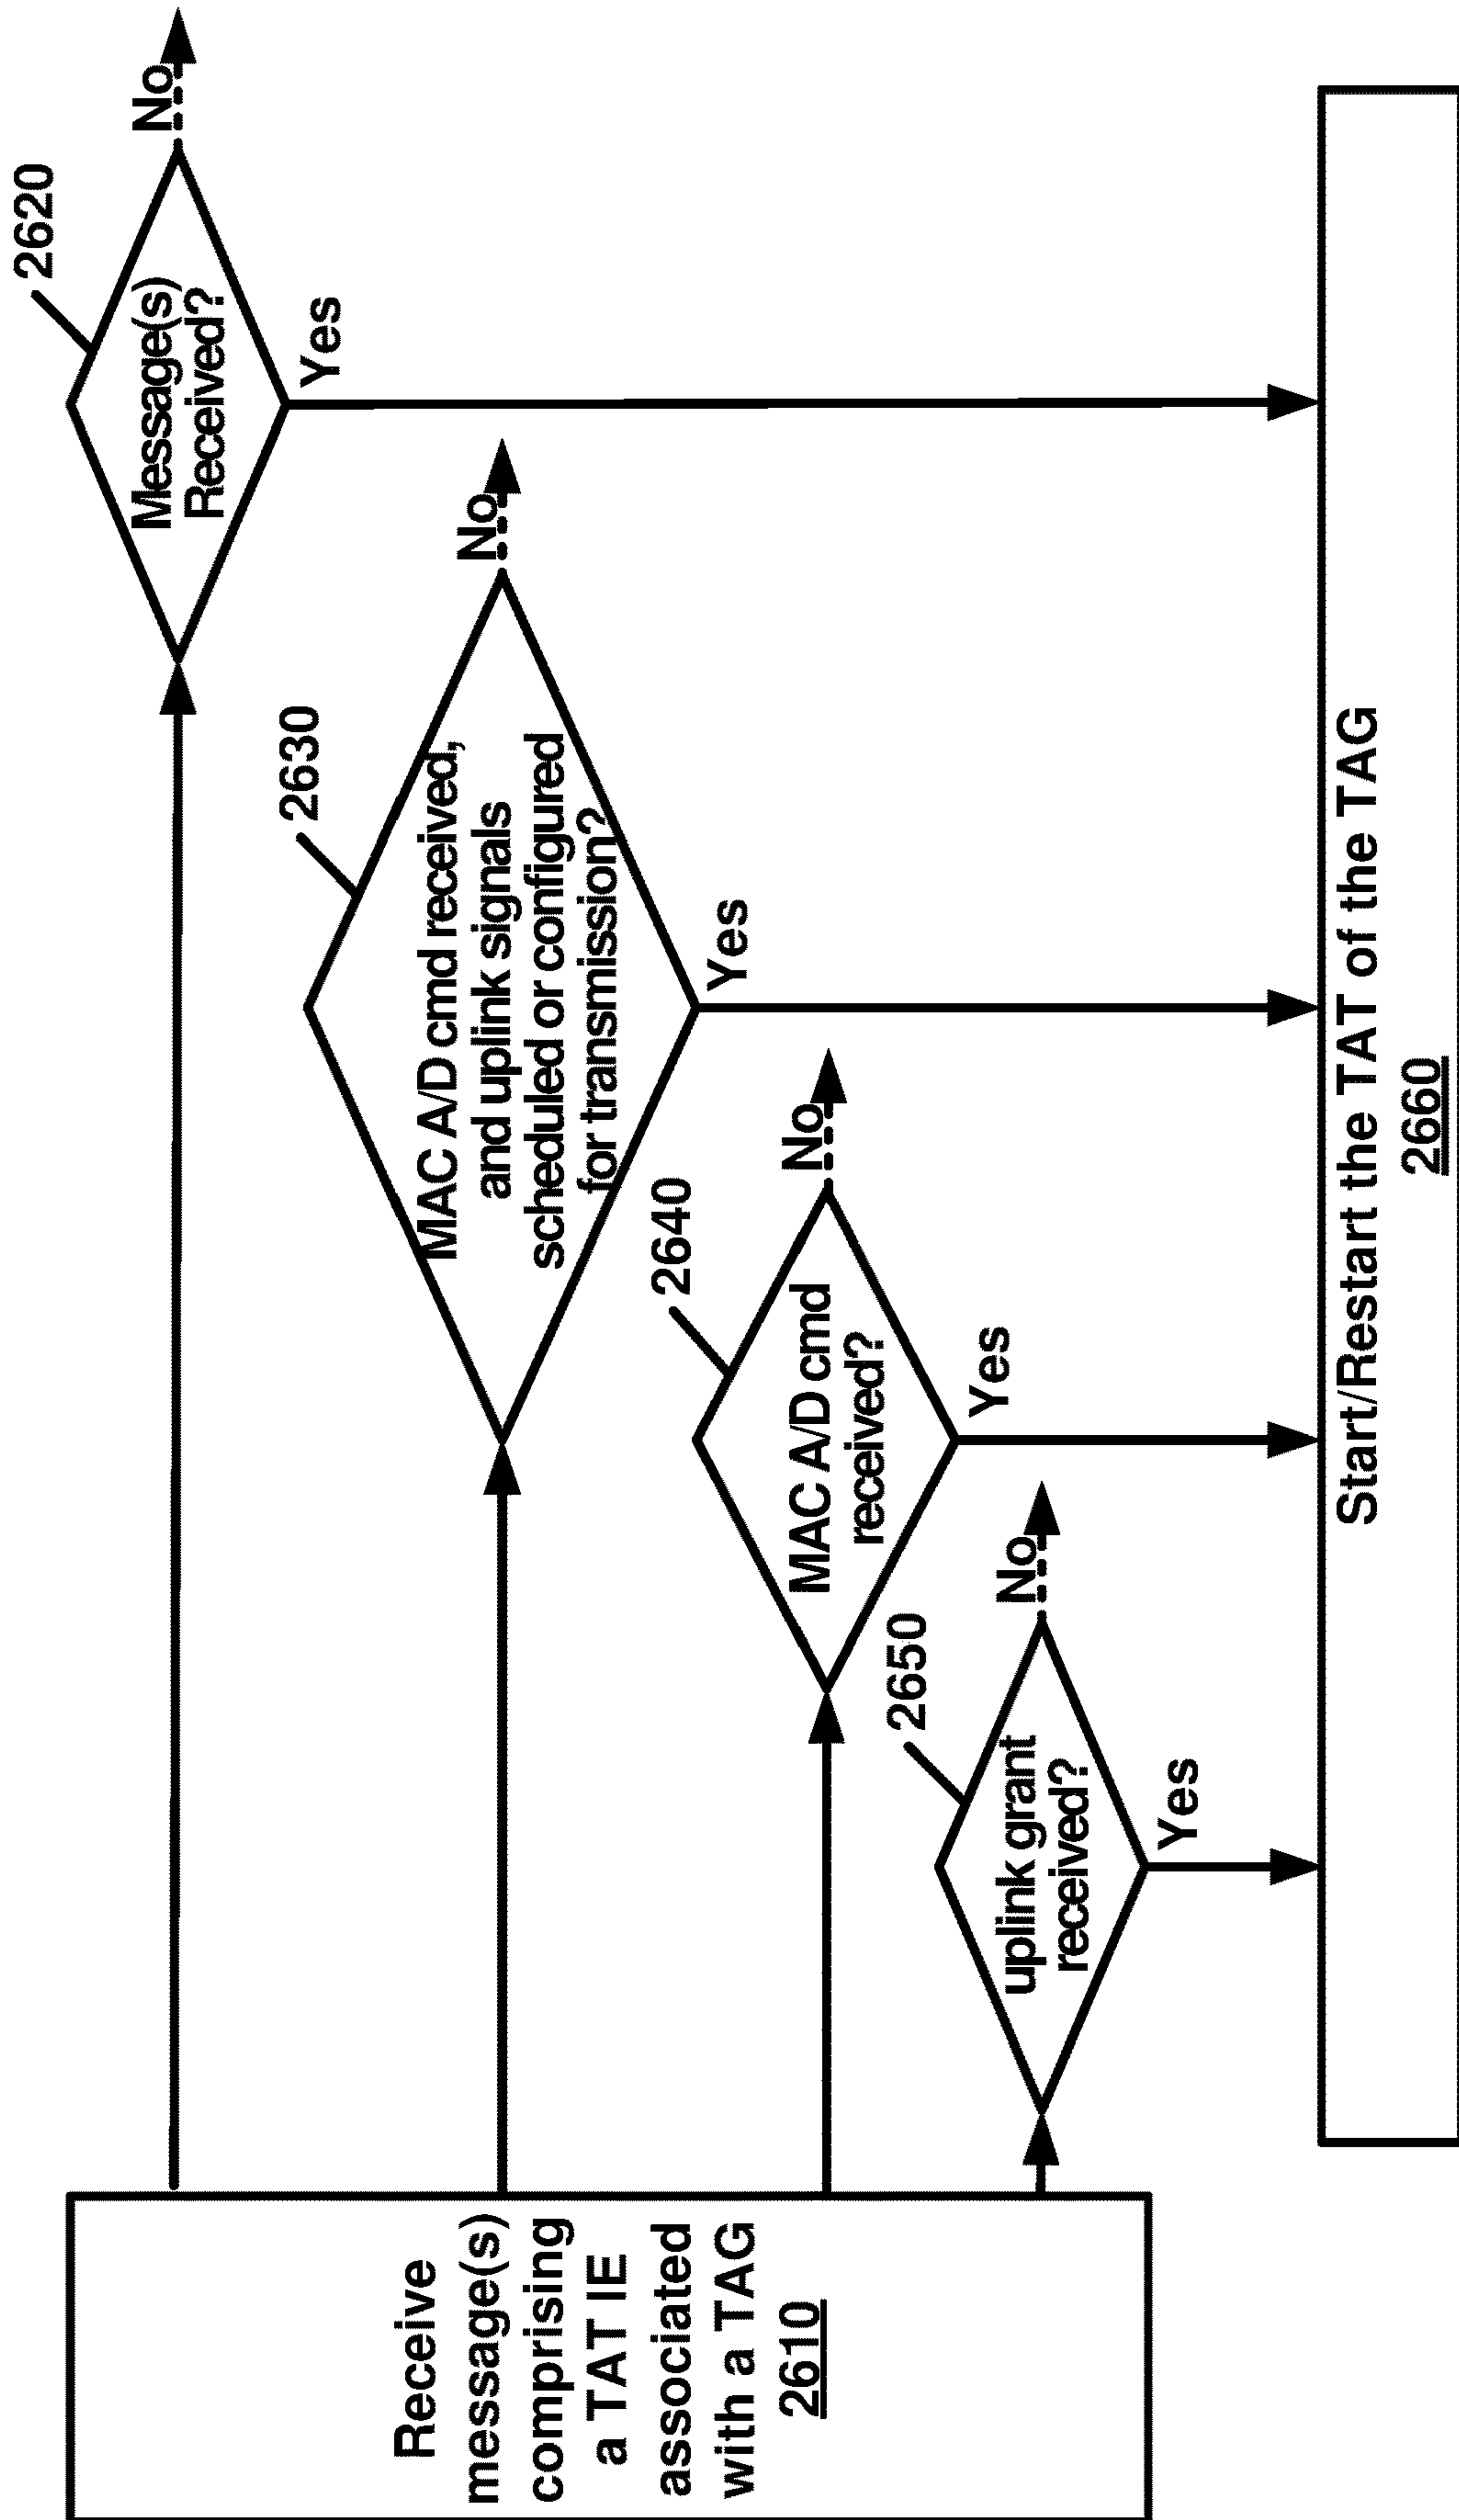 Receive
message(s)
comprising
a TAT IE
associated
with a TAG
2610
2620
Message(s)
Received?
No
Yes
2630
MAC A/D cmd received,
and uplink signals
scheduled or configured
for transmission?
No
Yes
2640
MAC A/D cmd
received?
No
Yes
2650
uplink grant
received?
No
Yes
Start/Restart the TAT of the TAG
2660